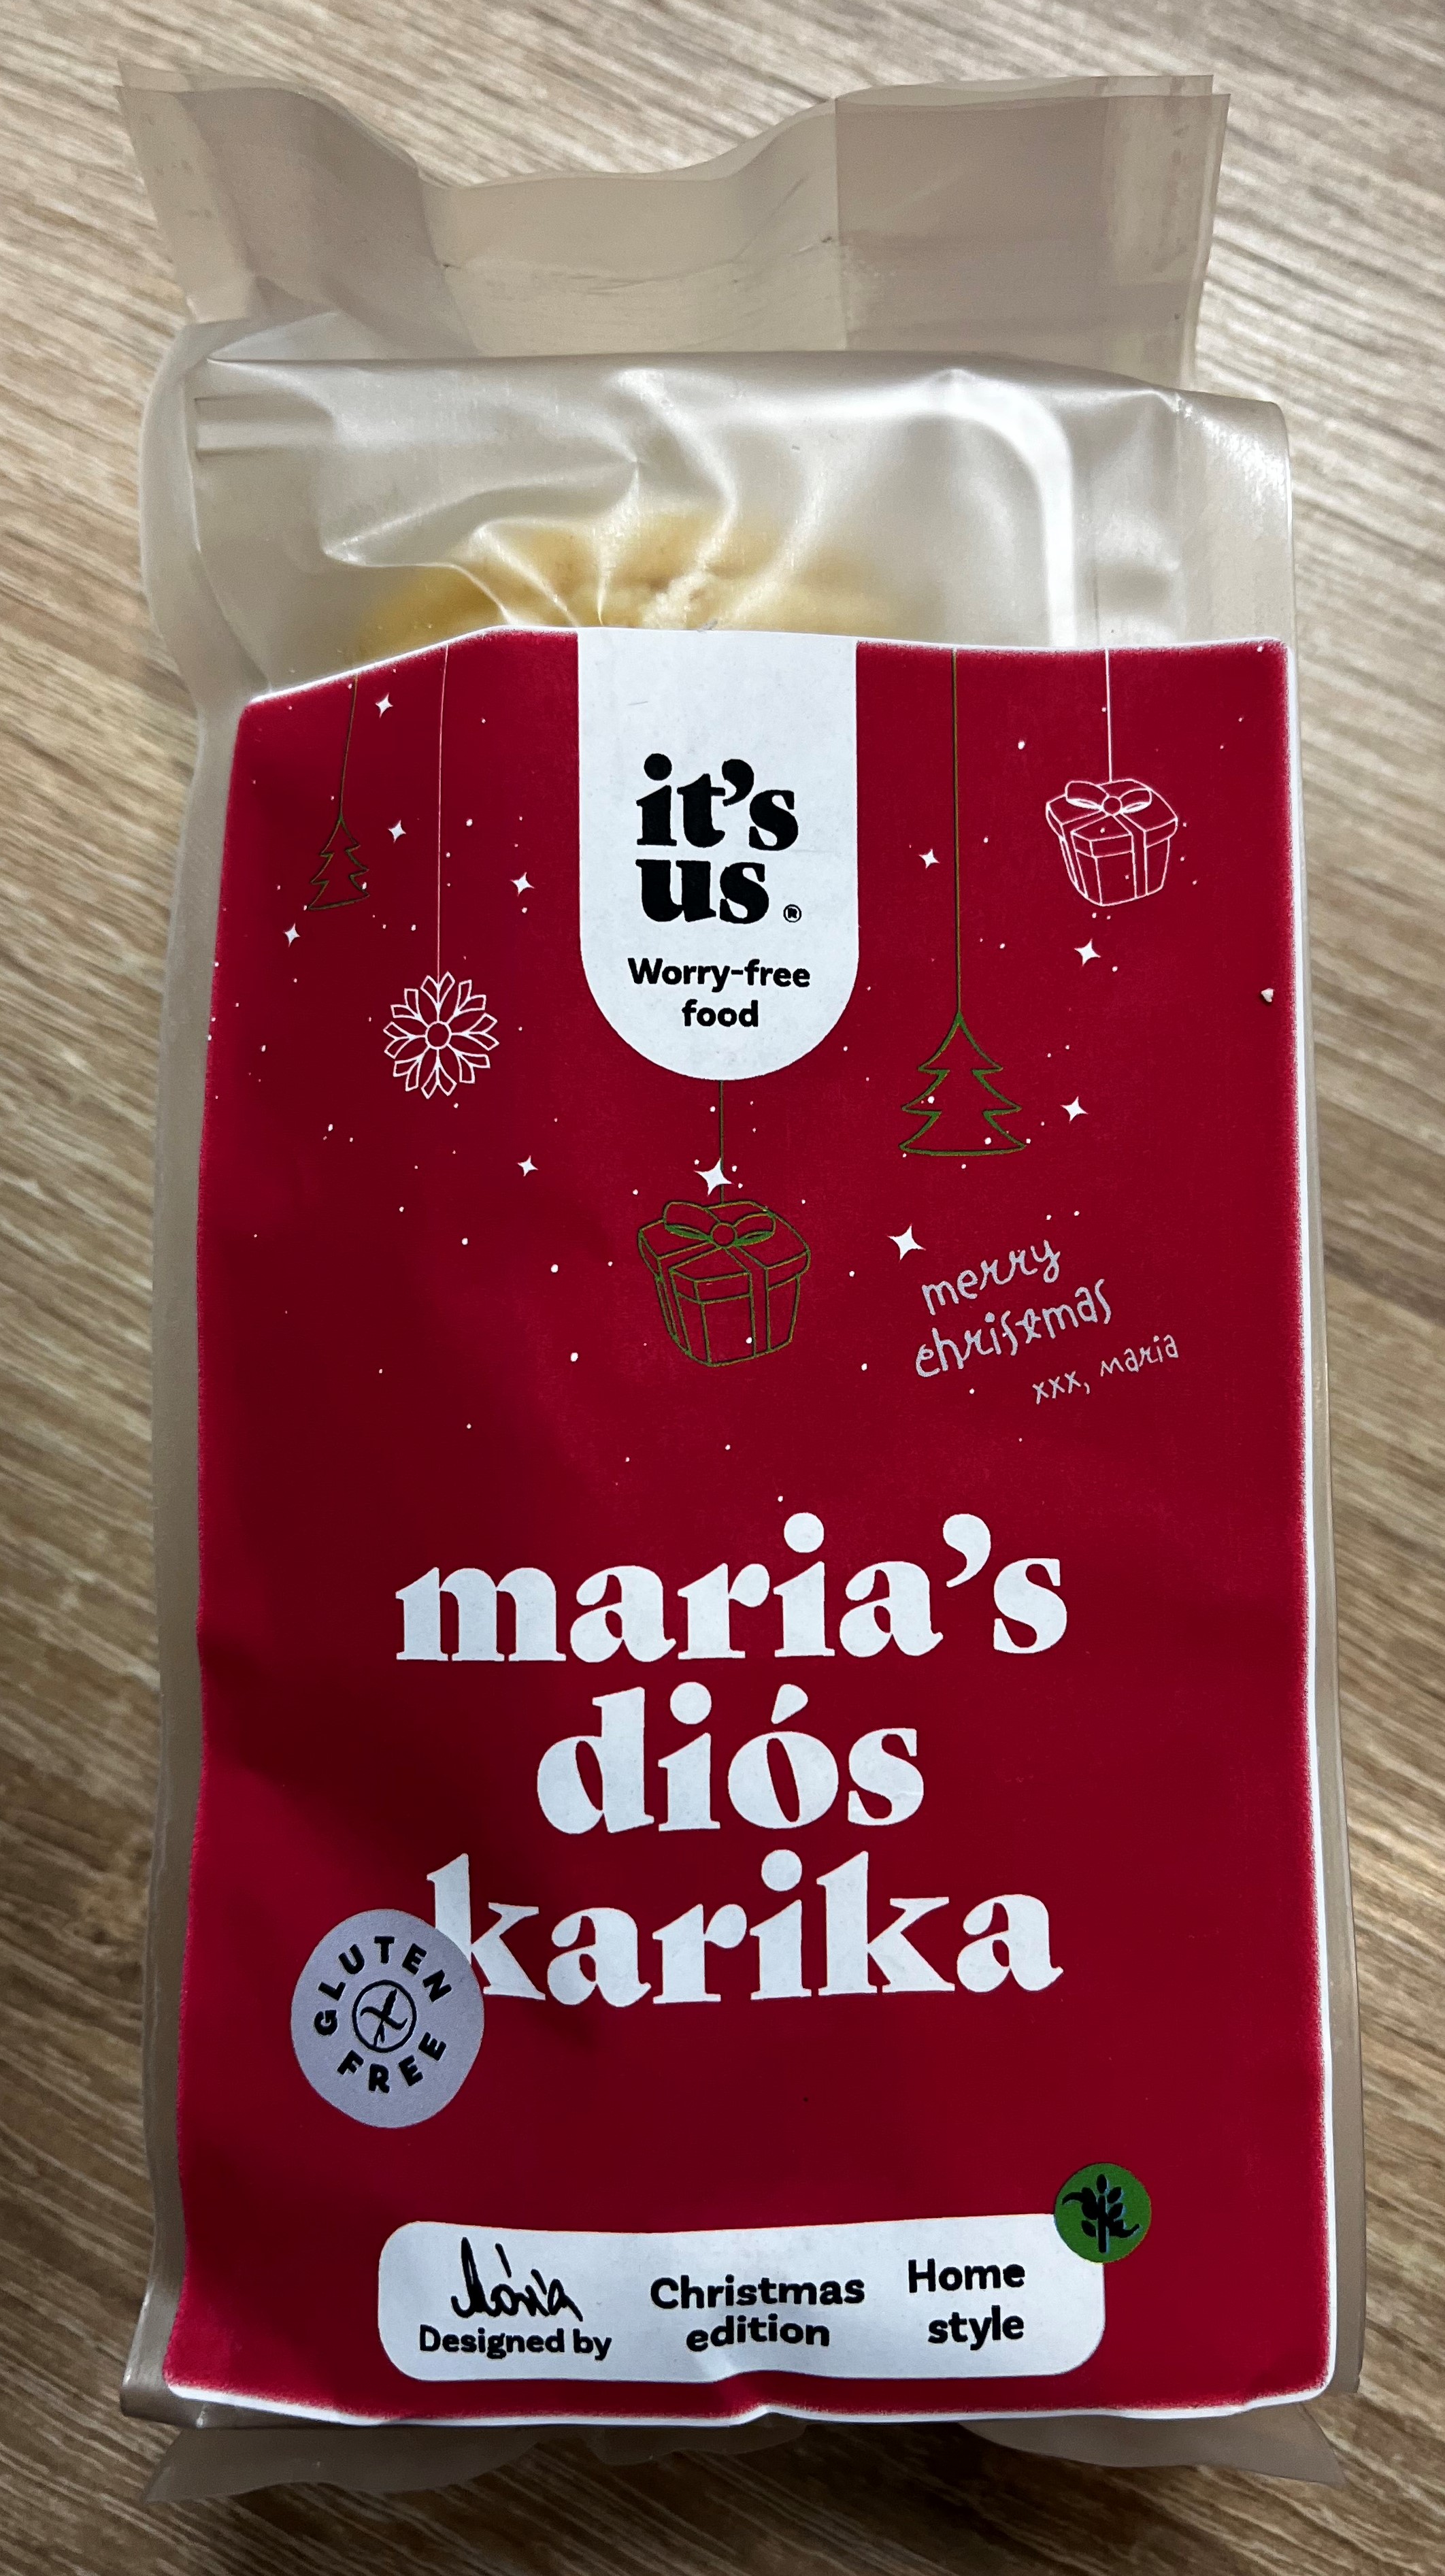 it's
us®
Worry-free
food
merry
christmas
xxx, maria
maria's
diós
karika
GLUTEN
FREE
Mária
Designed by
Christmas
edition
Home
style